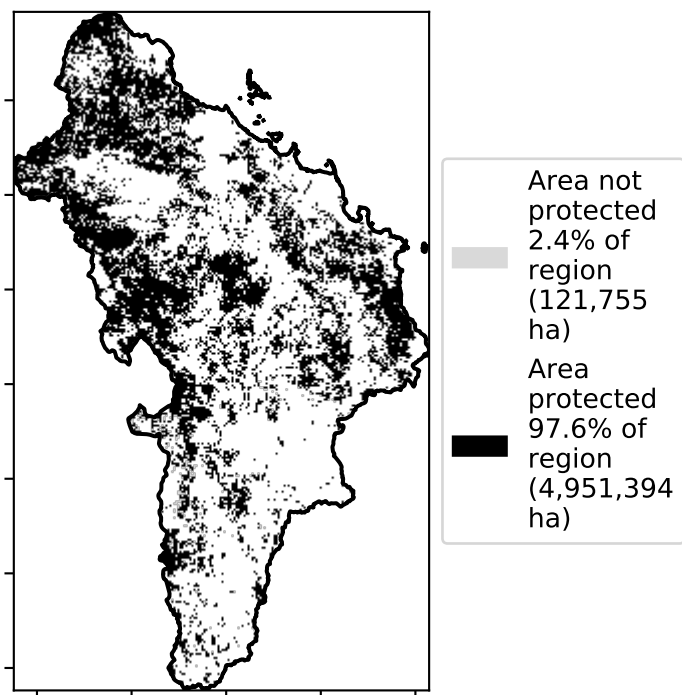 Area not
protected
2.4% of
region
(121,755
ha)
Area
protected
97.6% of
region
(4,951,394
ha)